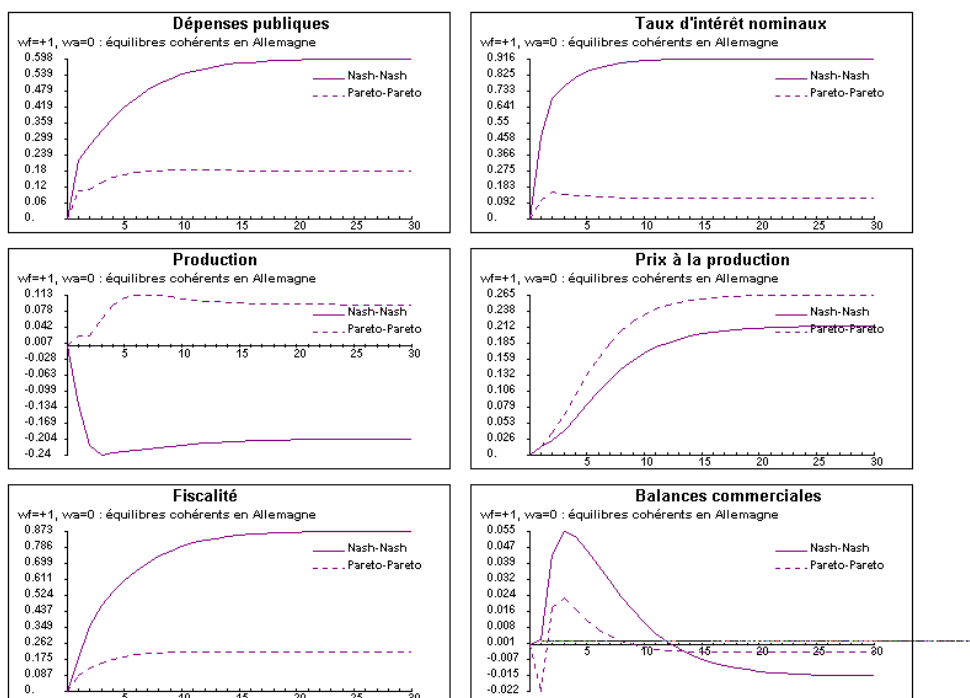 Dépenses publiques
wf=+1, wa=0 : équilibres cohérents en Allemagne
0.598
0.539
0.479
0.419
0.359
0.299
0.239
0.18
0.12
0.06
0.
Nash-Nash
Pareto-Pareto
5 10 15 20 25 30
Taux d'intérêt nominaux
wf=+1, wa=0 : équilibres cohérents en Allemagne
0.916
0.825
0.733
0.641
0.55
0.458
0.366
0.275
0.183
0.092
0.
Nash-Nash
Pareto-Pareto
5 10 15 20 25 30
Production
wf=+1, wa=0 : équilibres cohérents en Allemagne
0.113
0.078
0.042
0.007
-0.028
-0.063
-0.099
-0.134
-0.169
-0.204
-0.24
Nash-Nash
Pareto-Pareto
5 10 15 20 25 30
Prix à la production
wf=+1, wa=0 : équilibres cohérents en Allemagne
0.265
0.238
0.212
0.185
0.159
0.132
0.106
0.079
0.053
0.026
0.
Nash-Nash
Pareto-Pareto
5 10 15 20 25 30
Fiscalité
wf=+1, wa=0 : équilibres cohérents en Allemagne
0.873
0.786
0.699
0.611
0.524
0.437
0.349
0.262
0.175
0.087
0.
Nash-Nash
Pareto-Pareto
5 10 15 20 25 30
Balances commerciales
wf=+1, wa=0 : équilibres cohérents en Allemagne
0.055
0.047
0.039
0.032
0.024
0.016
0.008
0.001
-0.007
-0.015
-0.022
Nash-Nash
Pareto-Pareto
5 10 15 20 25 30